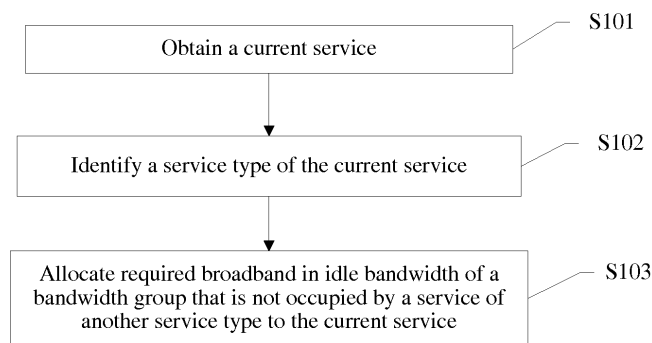 Obtain a current service
S101
Identify a service type of the current service
S102
Allocate required broadband in idle bandwidth of a
bandwidth group that is not occupied by a service of
another service type to the current service
S103